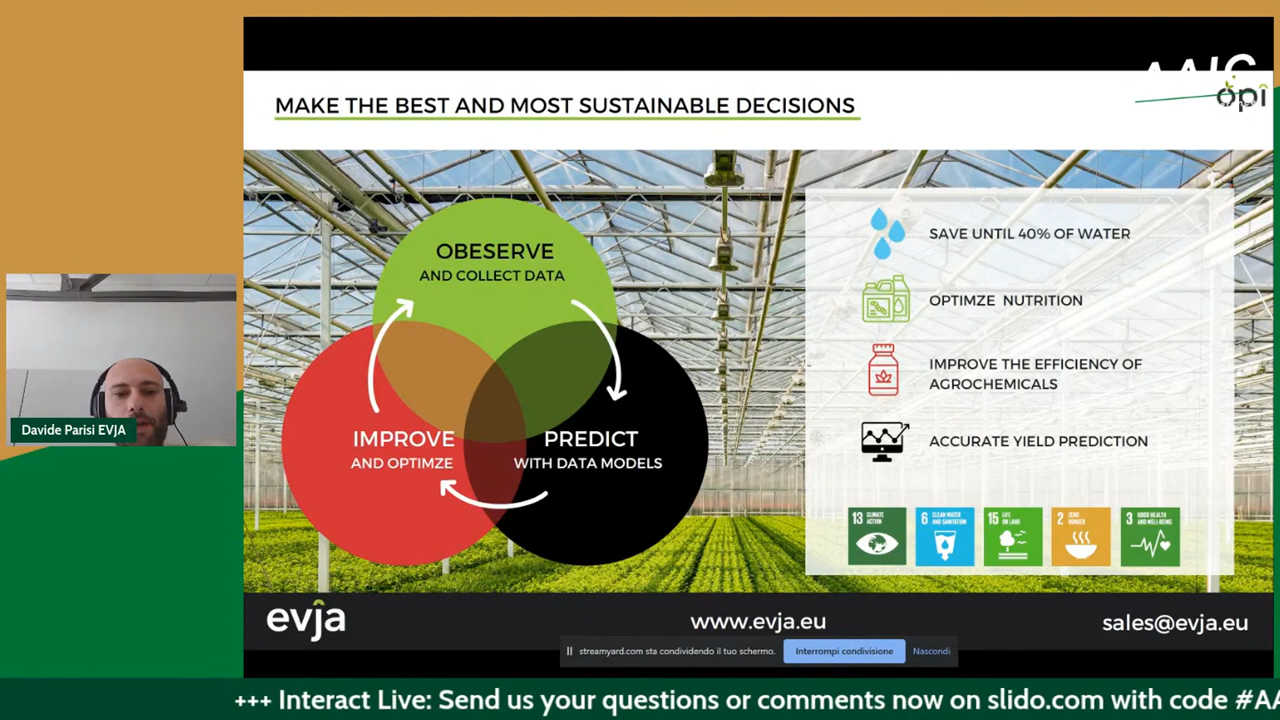 MAKE THE BEST AND MOST SUSTAINABLE DECISIONS
opi
OBESERVE
AND COLLECT DATA
IMPROVE
AND OPTIMZE
PREDICT
WITH DATA MODELS
SAVE UNTIL 40% OF WATER
OPTIMZE NUTRITION
IMPROVE THE EFFICIENCY OF
AGROCHEMICALS
ACCURATE YIELD PREDICTION
13 CLIMATE
ACTION
6 CLEAN WATER
AND SANITATION
15 LIFE
ON LAND
2 ZERO
HUNGER
3 GOOD HEALTH
AND WELL-BEING
Davide Parisi EVJA
evja
www.evja.eu
sales@evja.eu
streamyard.com sta condividendo il tuo schermo.
Interrompi condivisione
Nascondi
+++ Interact Live: Send us your questions or comments now on slido.com with code #AA